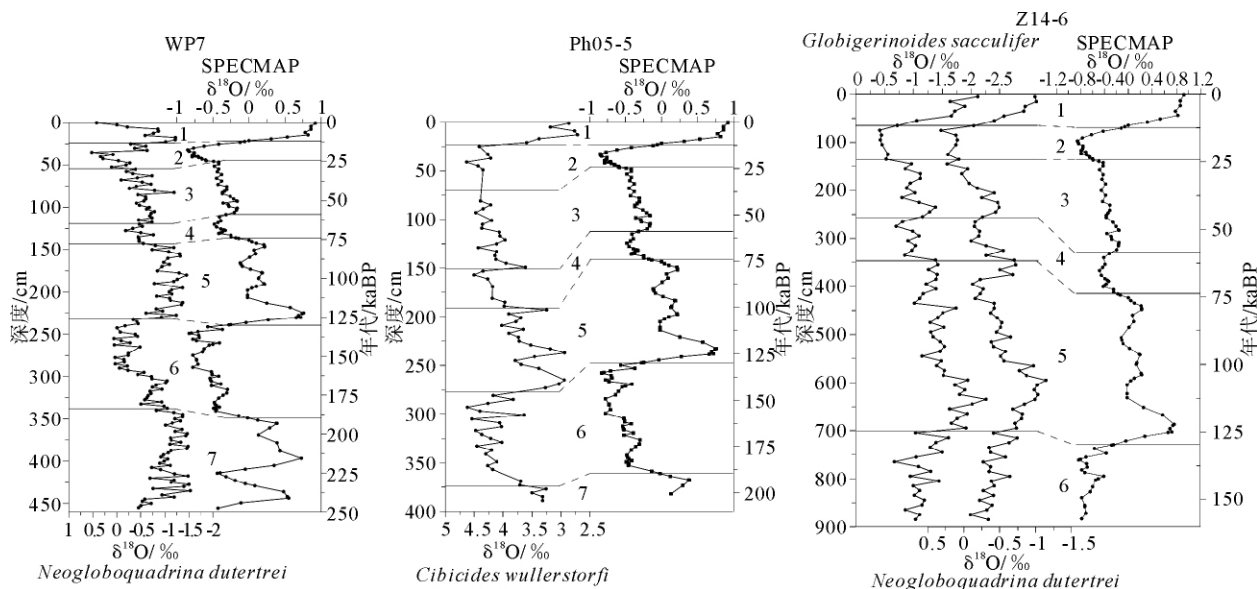 WP7
SPECMAP
δ18O/ ‰
-1 -0.5 0 0.5 1
0
50
100
150
200
250
300
350
400
450
深度/cm
1
2
3
4
5
6
7
0
25
50
75
100
125
150
175
190
225
250
年代/kaBP
1 0.5 0 -0.5 -1 -1.5 -2
δ18O/ ‰
Neogloboquadrina dutertrei
Ph05-5
SPECMAP
δ18O/ ‰
-1 -0.5 0 0.5 1
0
50
100
150
200
250
300
350
400
深度/cm
1
2
3
4
5
6
7
0
25
50
75
100
125
150
175
200
年代/kaBP
5 4.5 4 3.5 3 2.5
δ18O/ ‰
Cibicides wullerstorfi
Z14-6
Globigerinoides sacculifer
SPECMAP
δ18O/ ‰
δ18O/ ‰
0 -0.5 -1 -1.5 -2 -2.5
-1.2 -0.8 -0.4 0 0.4 0.8 1.2
0
100
200
300
400
500
600
700
800
900
深度/cm
1
2
3
4
5
6
0
25
50
75
100
125
150
年代/kaBP
0.5 0 -0.5 -1 -1.5
δ18O/ ‰
Neogloboquadrina dutertrei